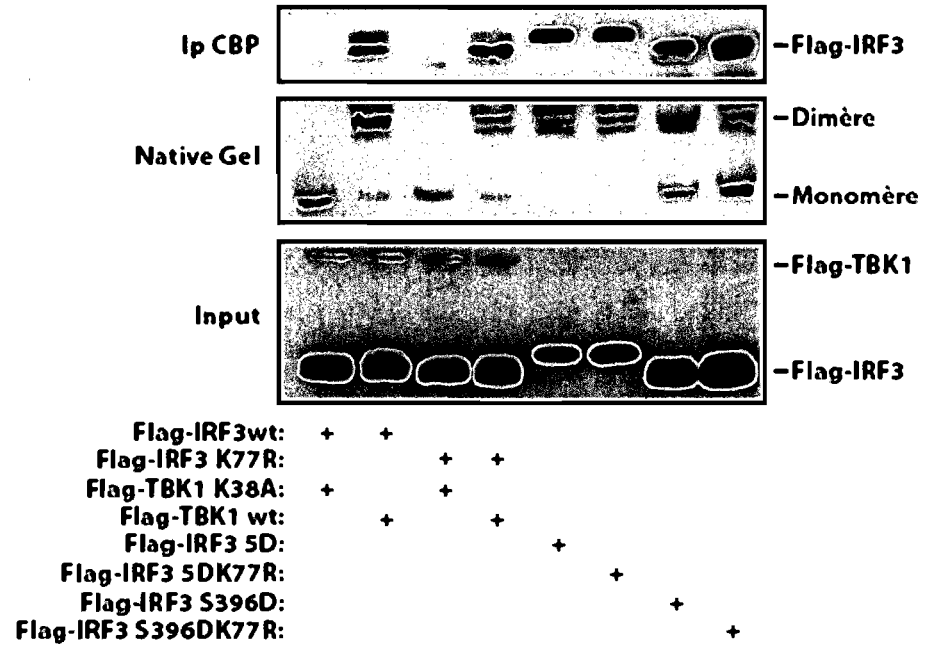 Ip CBP
–Flag-IRF3
Native Gel
–Dimère
–Monomère
Input
–Flag-TBK1
–Flag-IRF3
Flag-IRF3wt: + +
Flag-IRF3 K77R: + +
Flag-TBK1 K38A: + +
Flag-TBK1 wt: + +
Flag-IRF3 5D: +
Flag-IRF3 5DK77R: +
Flag-IRF3 S396D: +
Flag-IRF3 S396DK77R: +